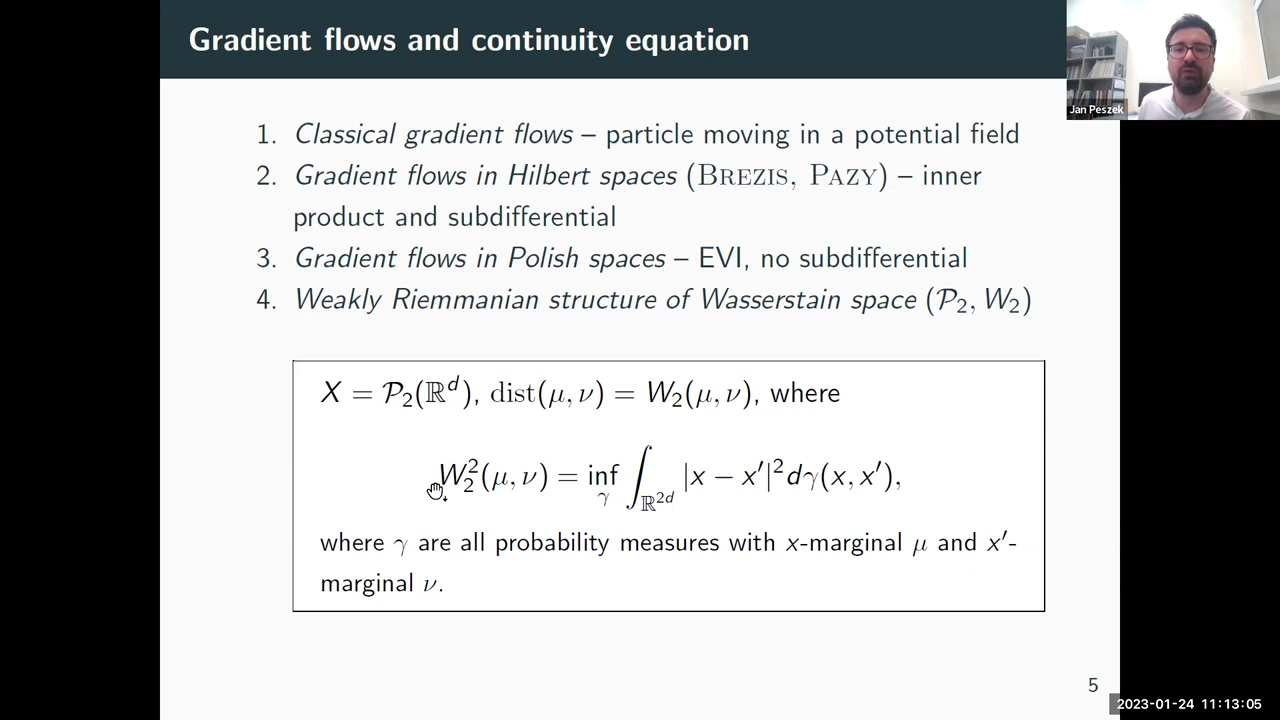 Gradient flows and continuity equation
Jan Peszek
1. Classical gradient flows – particle moving in a potential field
2. Gradient flows in Hilbert spaces (Brezis, Pazy) – inner
product and subdifferential
3. Gradient flows in Polish spaces – EVI, no subdifferential
4. Weakly Riemmanian structure of Wasserstain space (𝒫₂, W₂)
X = 𝒫₂(ℝᵈ), dist(μ, ν) = W₂(μ, ν), where
W₂²(μ, ν) = inf_γ ∫_{ℝ²ᵈ} |x − x′|²dγ(x, x′),
where γ are all probability measures with x-marginal μ and x′-
marginal ν.
5
2023-01-24 11:13:05